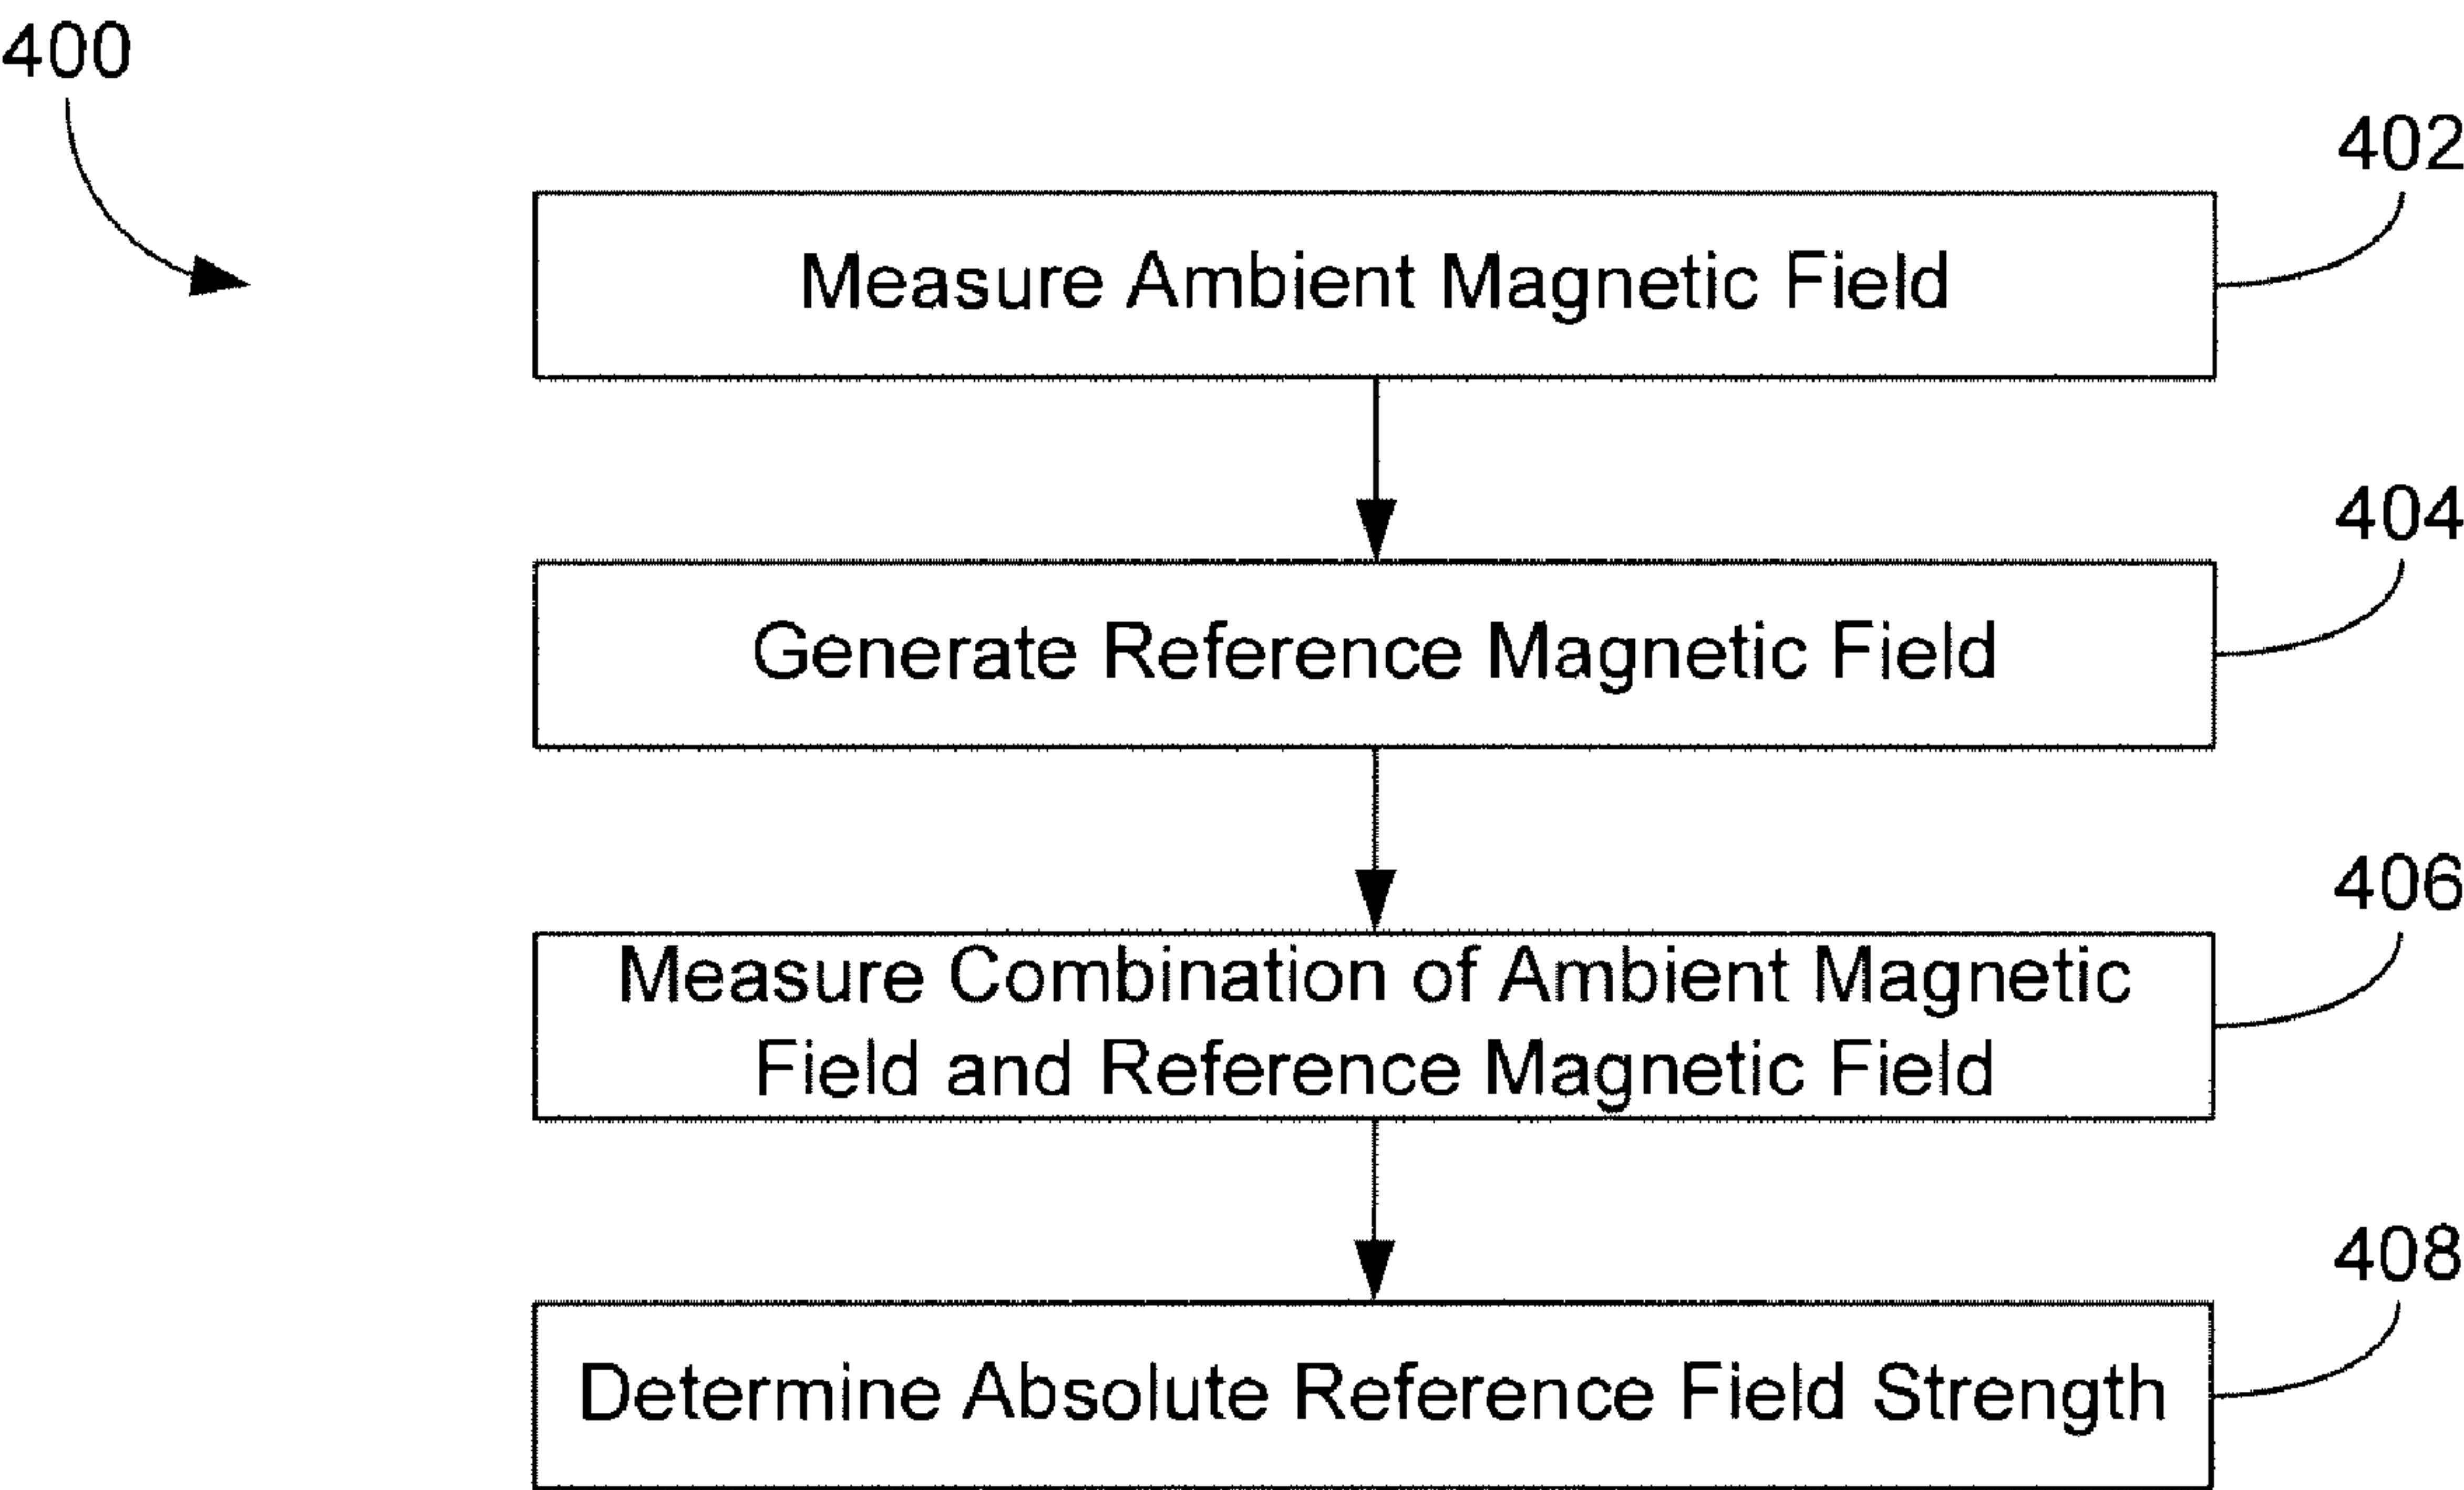 400
402
Measure Ambient Magnetic Field
404
Generate Reference Magnetic Field
406
Measure Combination of Ambient Magnetic
Field and Reference Magnetic Field
408
Determine Absolute Reference Field Strength